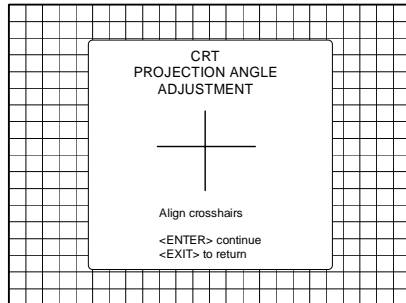 CRT
PROJECTION ANGLE
ADJUSTMENT
Align crosshairs
<ENTER> continue
<EXIT> to return